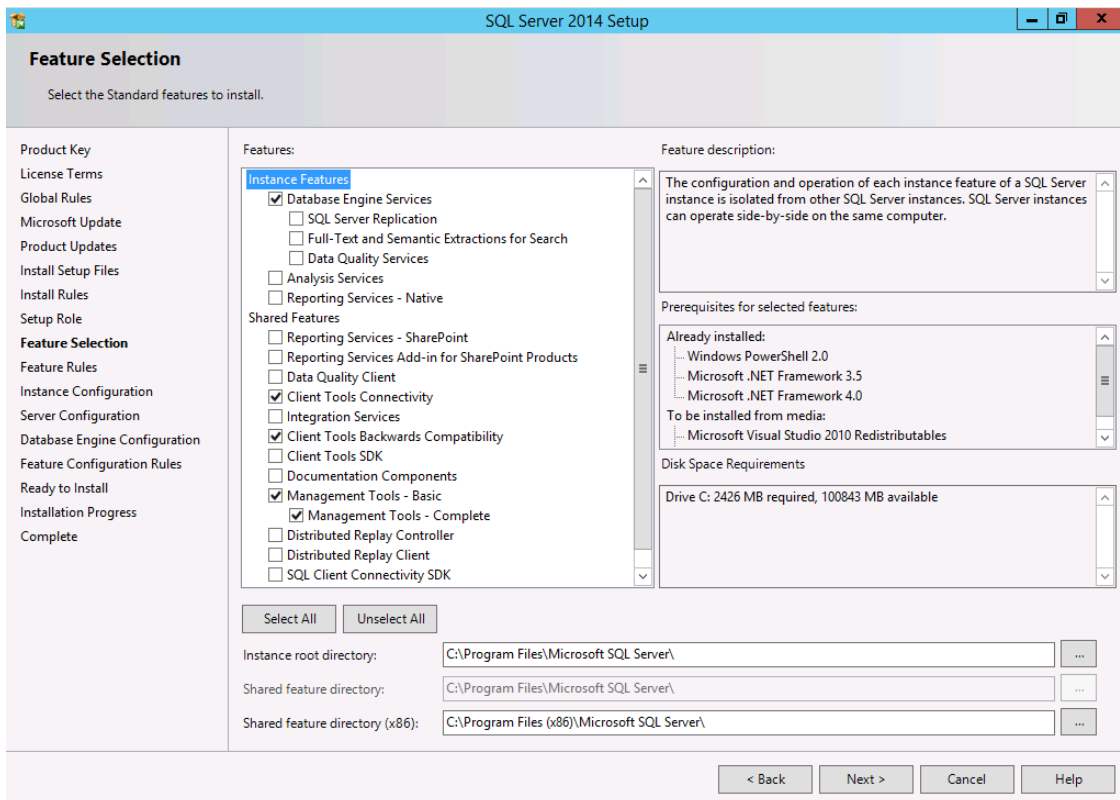 SQL Server 2014 Setup
Feature Selection
Select the Standard features to install.
Product Key
License Terms
Global Rules
Microsoft Update
Product Updates
Install Setup Files
Install Rules
Setup Role
Feature Selection
Feature Rules
Instance Configuration
Server Configuration
Database Engine Configuration
Feature Configuration Rules
Ready to Install
Installation Progress
Complete
Features:
Instance Features
Database Engine Services
SQL Server Replication
Full-Text and Semantic Extractions for Search
Data Quality Services
Analysis Services
Reporting Services - Native
Shared Features
Reporting Services - SharePoint
Reporting Services Add-in for SharePoint Products
Data Quality Client
Client Tools Connectivity
Integration Services
Client Tools Backwards Compatibility
Client Tools SDK
Documentation Components
Management Tools - Basic
Management Tools - Complete
Distributed Replay Controller
Distributed Replay Client
SQL Client Connectivity SDK
Feature description:
The configuration and operation of each instance feature of a SQL Server
instance is isolated from other SQL Server instances. SQL Server instances
can operate side-by-side on the same computer.
Prerequisites for selected features:
Already installed:
Windows PowerShell 2.0
Microsoft .NET Framework 3.5
Microsoft .NET Framework 4.0
To be installed from media:
Microsoft Visual Studio 2010 Redistributables
Disk Space Requirements
Drive C: 2426 MB required, 100843 MB available
Select All
Unselect All
Instance root directory:
C:\Program Files\Microsoft SQL Server\
...
Shared feature directory:
C:\Program Files\Microsoft SQL Server\
...
Shared feature directory (x86):
C:\Program Files (x86)\Microsoft SQL Server\
...
< Back
Next >
Cancel
Help